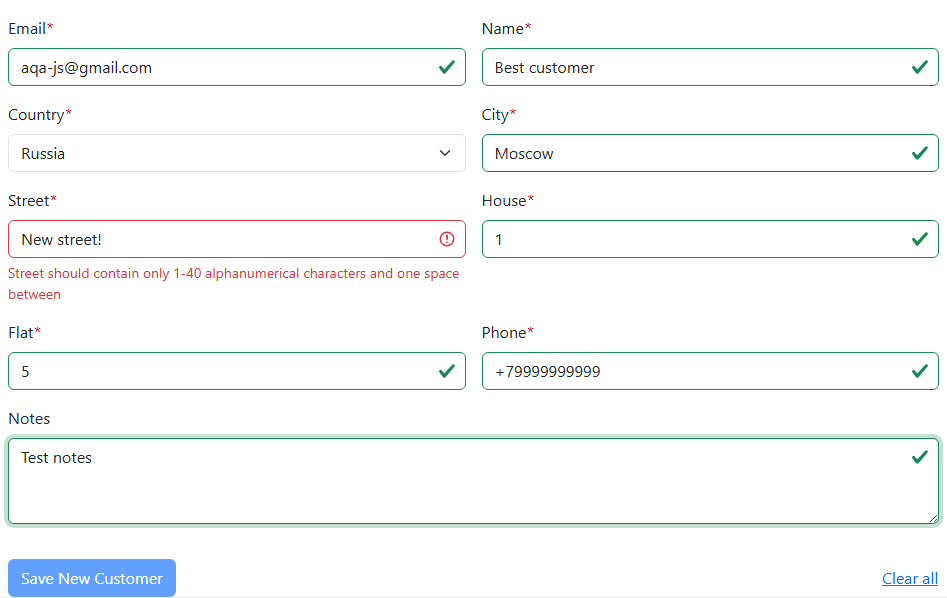 Email*
Name*
aqa-js@gmail.com
Best customer
Country*
City*
Russia
Moscow
Street*
House*
New street!
1
Street should contain only 1-40 alphanumerical characters and one space
between
Flat*
Phone*
5
+79999999999
Notes
Test notes
Save New Customer
Clear all